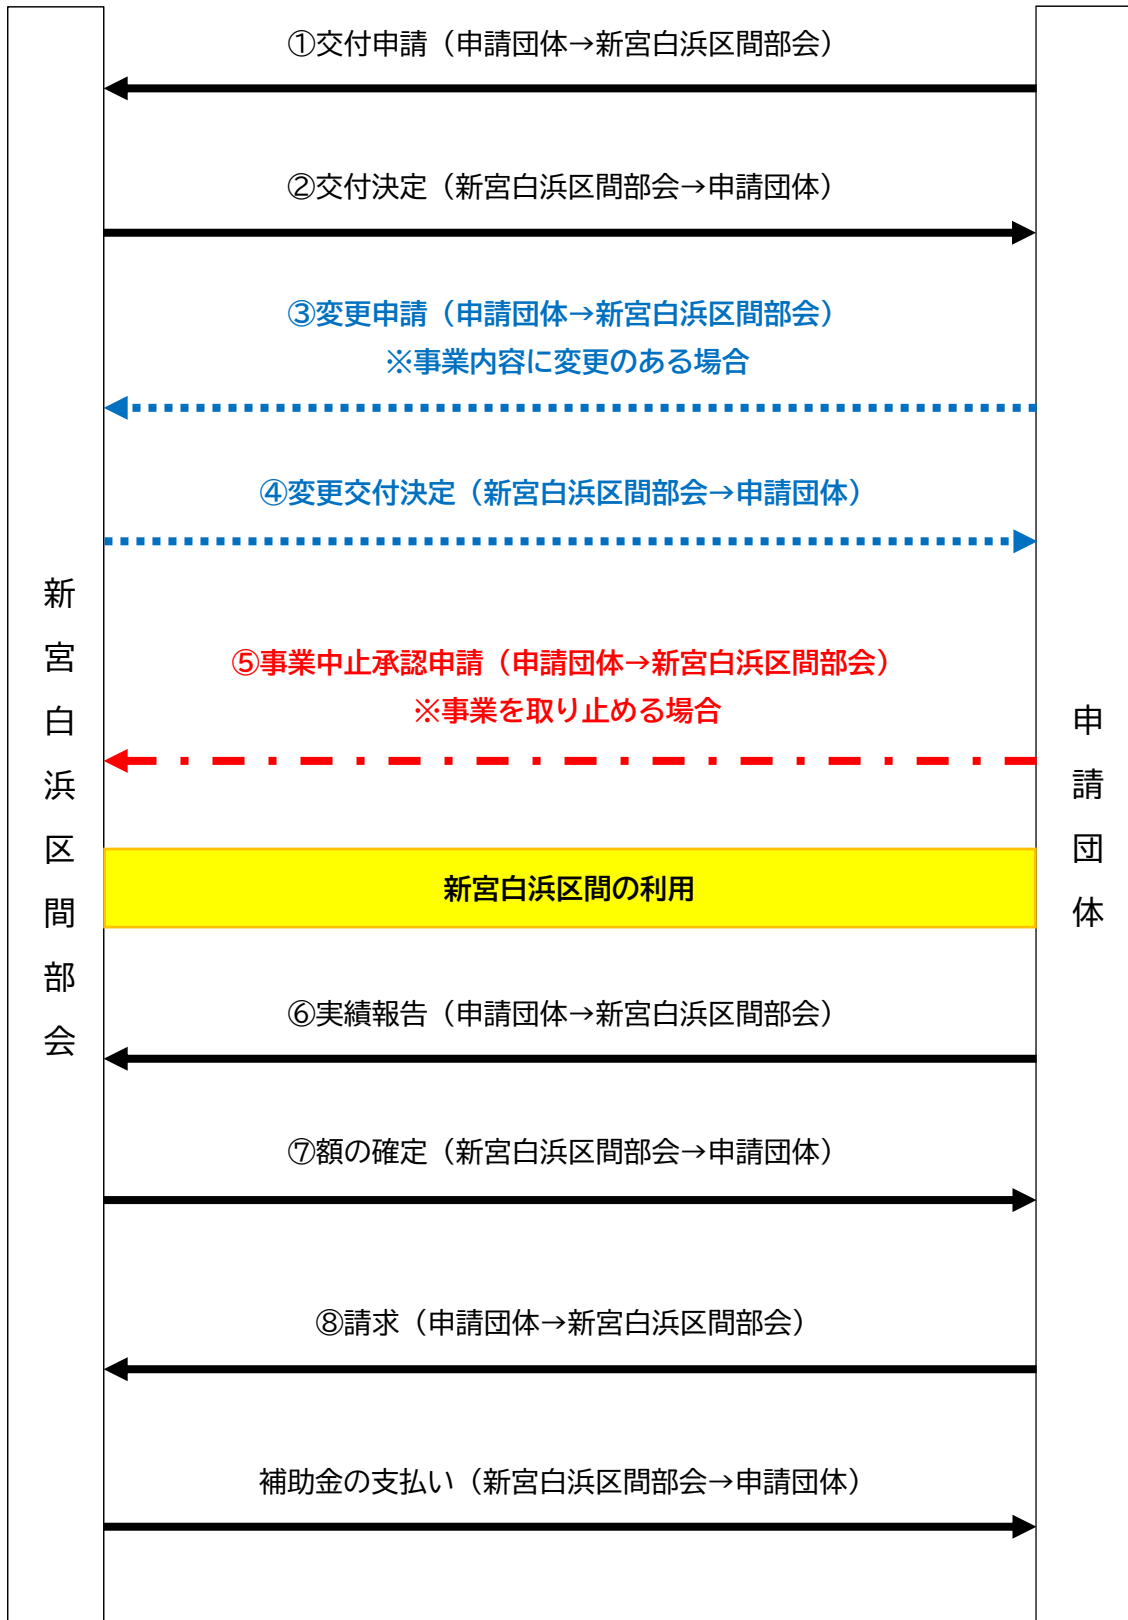 ①交付申請（申請団体→新宮白浜区間部会）
②交付決定（新宮白浜区間部会→申請団体）
③変更申請（申請団体→新宮白浜区間部会）
※事業内容に変更のある場合
④変更交付決定（新宮白浜区間部会→申請団体）
⑤事業中止承認申請（申請団体→新宮白浜区間部会）
※事業を取り止める場合
新宮白浜区間の利用
⑥実績報告（申請団体→新宮白浜区間部会）
⑦額の確定（新宮白浜区間部会→申請団体）
⑧請求（申請団体→新宮白浜区間部会）
補助金の支払い（新宮白浜区間部会→申請団体）
新宮白浜区間部会
申請団体